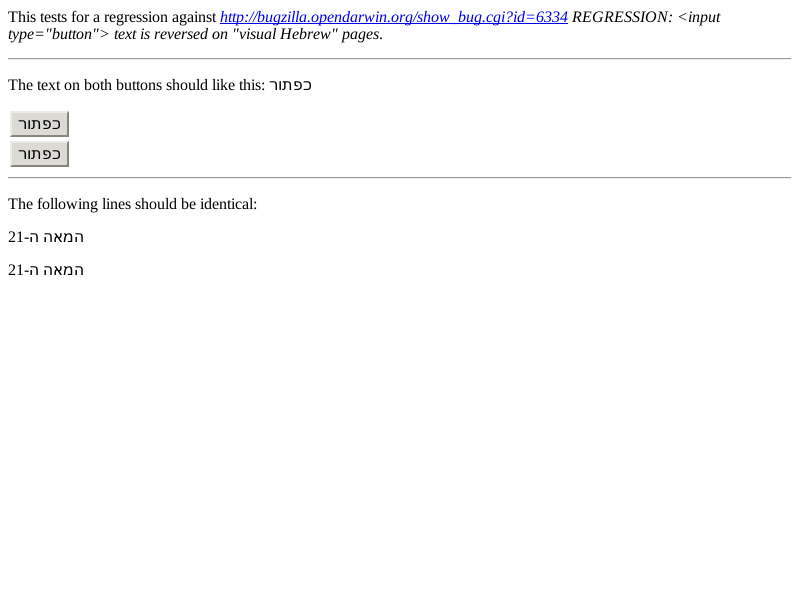 This tests for a regression against http://bugzilla.opendarwin.org/show_bug.cgi?id=6334 REGRESSION: <input
type="button"> text is reversed on "visual Hebrew" pages.
The text on both buttons should like this: כפתור
כפתור
כפתור
The following lines should be identical:
המאה ה-21
המאה ה-21